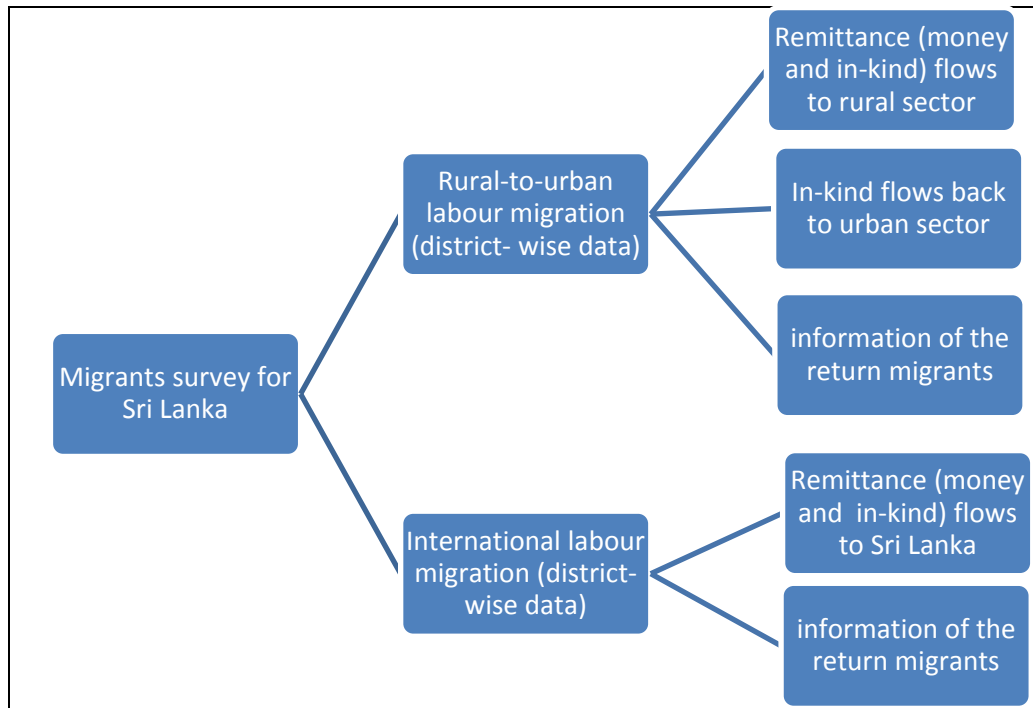 Migrants survey for
Sri Lanka
Rural-to-urban
labour migration
(district- wise data)
Remittance (money
and in-kind) flows
to rural sector
In-kind flows back
to urban sector
information of the
return migrants
International labour
migration (district-
wise data)
Remittance (money
and in-kind) flows
to Sri Lanka
information of the
return migrants